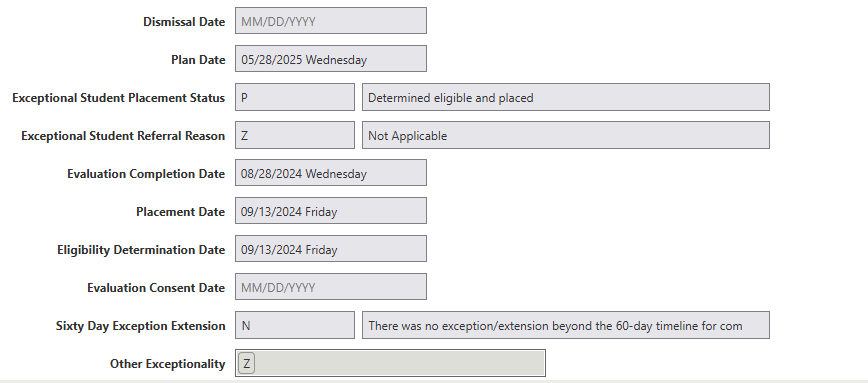 Dismissal Date MM/DD/YYYY
Plan Date 05/28/2025 Wednesday
Exceptional Student Placement Status P Determined eligible and placed
Exceptional Student Referral Reason Z Not Applicable
Evaluation Completion Date 08/28/2024 Wednesday
Placement Date 09/13/2024 Friday
Eligibility Determination Date 09/13/2024 Friday
Evaluation Consent Date MM/DD/YYYY
Sixty Day Exception Extension N There was no exception/extension beyond the 60-day timeline for com
Other Exceptionality Z